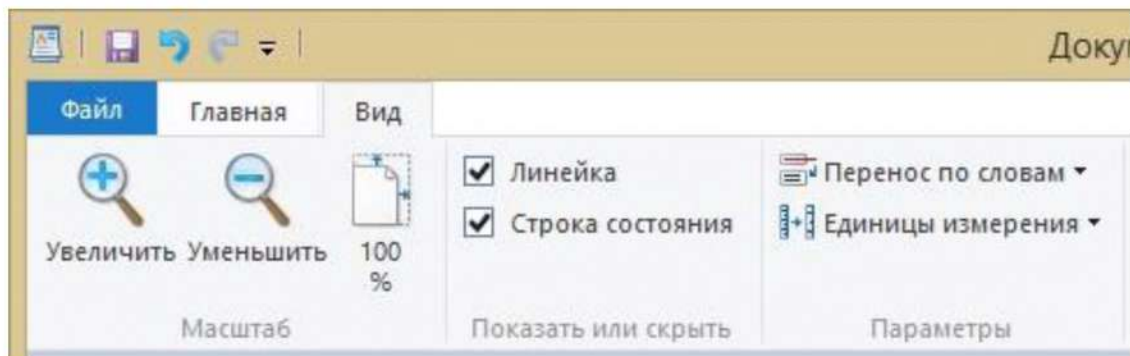 Доку
Файл Главная Вид
Увеличить Уменьшить 100
%
Линейка
Строка состояния
Перенос по словам
Единицы измерения
Масштаб Показать или скрыть Параметры